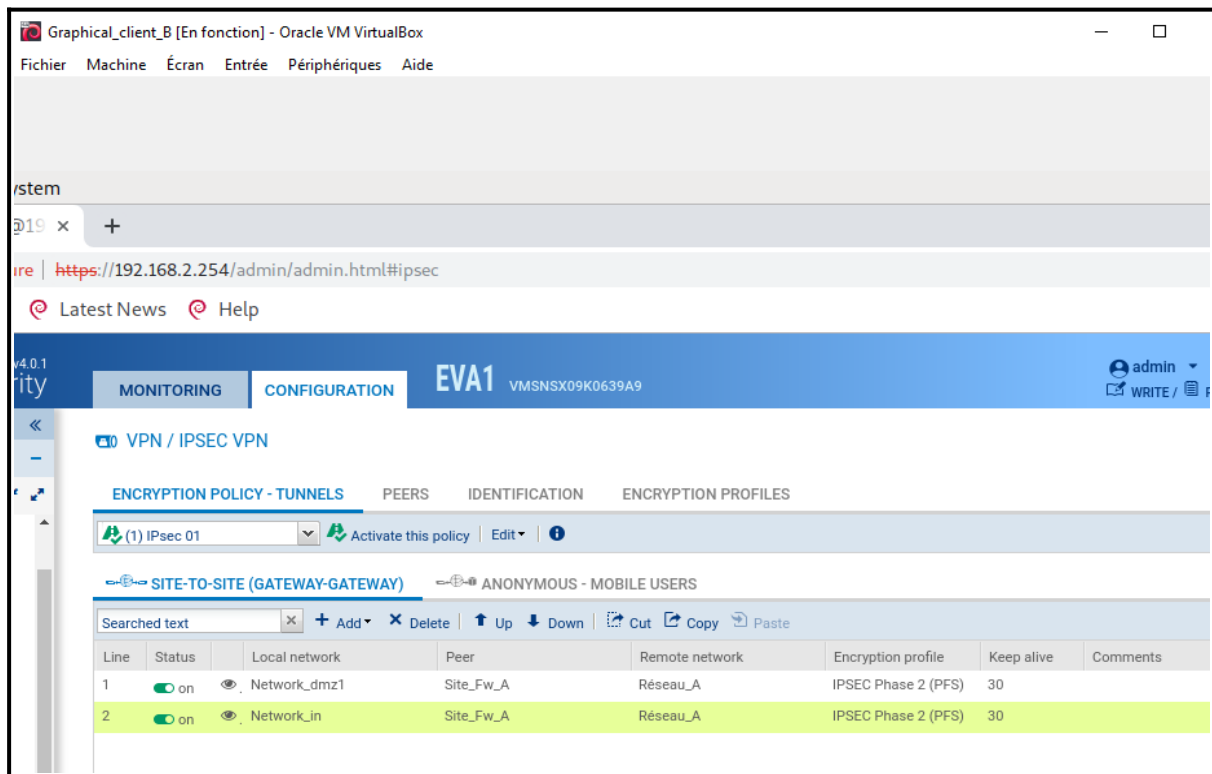 Graphical_client_B [En fonction] - Oracle VM VirtualBox
Fichier Machine Écran Entrée Périphériques Aide
ystem
@19
https://192.168.2.254/admin/admin.html#ipsec
Latest News Help
v4.0.1
rity
MONITORING CONFIGURATION EVA1 VMSNSX09K0639A9 admin
WRITE /
VPN / IPSEC VPN
ENCRYPTION POLICY - TUNNELS PEERS IDENTIFICATION ENCRYPTION PROFILES
(1) IPsec 01 Activate this policy Edit
SITE-TO-SITE (GATEWAY-GATEWAY) ANONYMOUS - MOBILE USERS
Searched text Add Delete Up Down Cut Copy Paste
Line Status Local network Peer Remote network Encryption profile Keep alive Comments
1 on Network_dmz1 Site_Fw_A Réseau_A IPSEC Phase 2 (PFS) 30
2 on Network_in Site_Fw_A Réseau_A IPSEC Phase 2 (PFS) 30